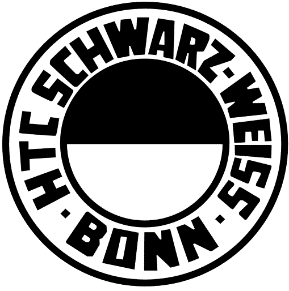 HTC SCHWARZ-WEISS
· BONN ·